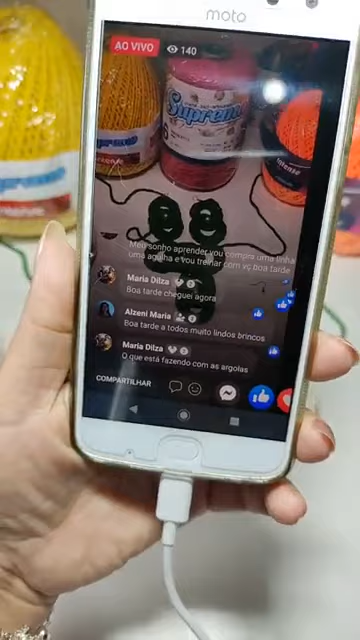 moto
AO VIVO 140
Supremo
Supremo
Meu sonho aprender vou compra uma linha
uma agulha e vou treinar com vc boa tarde
Maria Dilza
Boa tarde cheguei agora
Alzeni Maria
Boa tarde a todos muito lindos brincos
Maria Dilza
O que está fazendo com as argolas
COMPARTILHAR